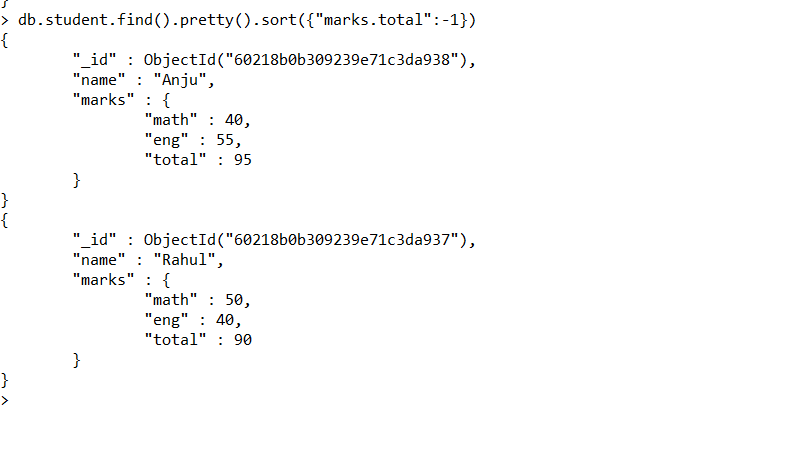 }
> db.student.find().pretty().sort({"marks.total":-1})
{
        "_id" : ObjectId("60218b0b309239e71c3da938"),
        "name" : "Anju",
        "marks" : {
                "math" : 40,
                "eng" : 55,
                "total" : 95
        }
}
{
        "_id" : ObjectId("60218b0b309239e71c3da937"),
        "name" : "Rahul",
        "marks" : {
                "math" : 50,
                "eng" : 40,
                "total" : 90
        }
}
>